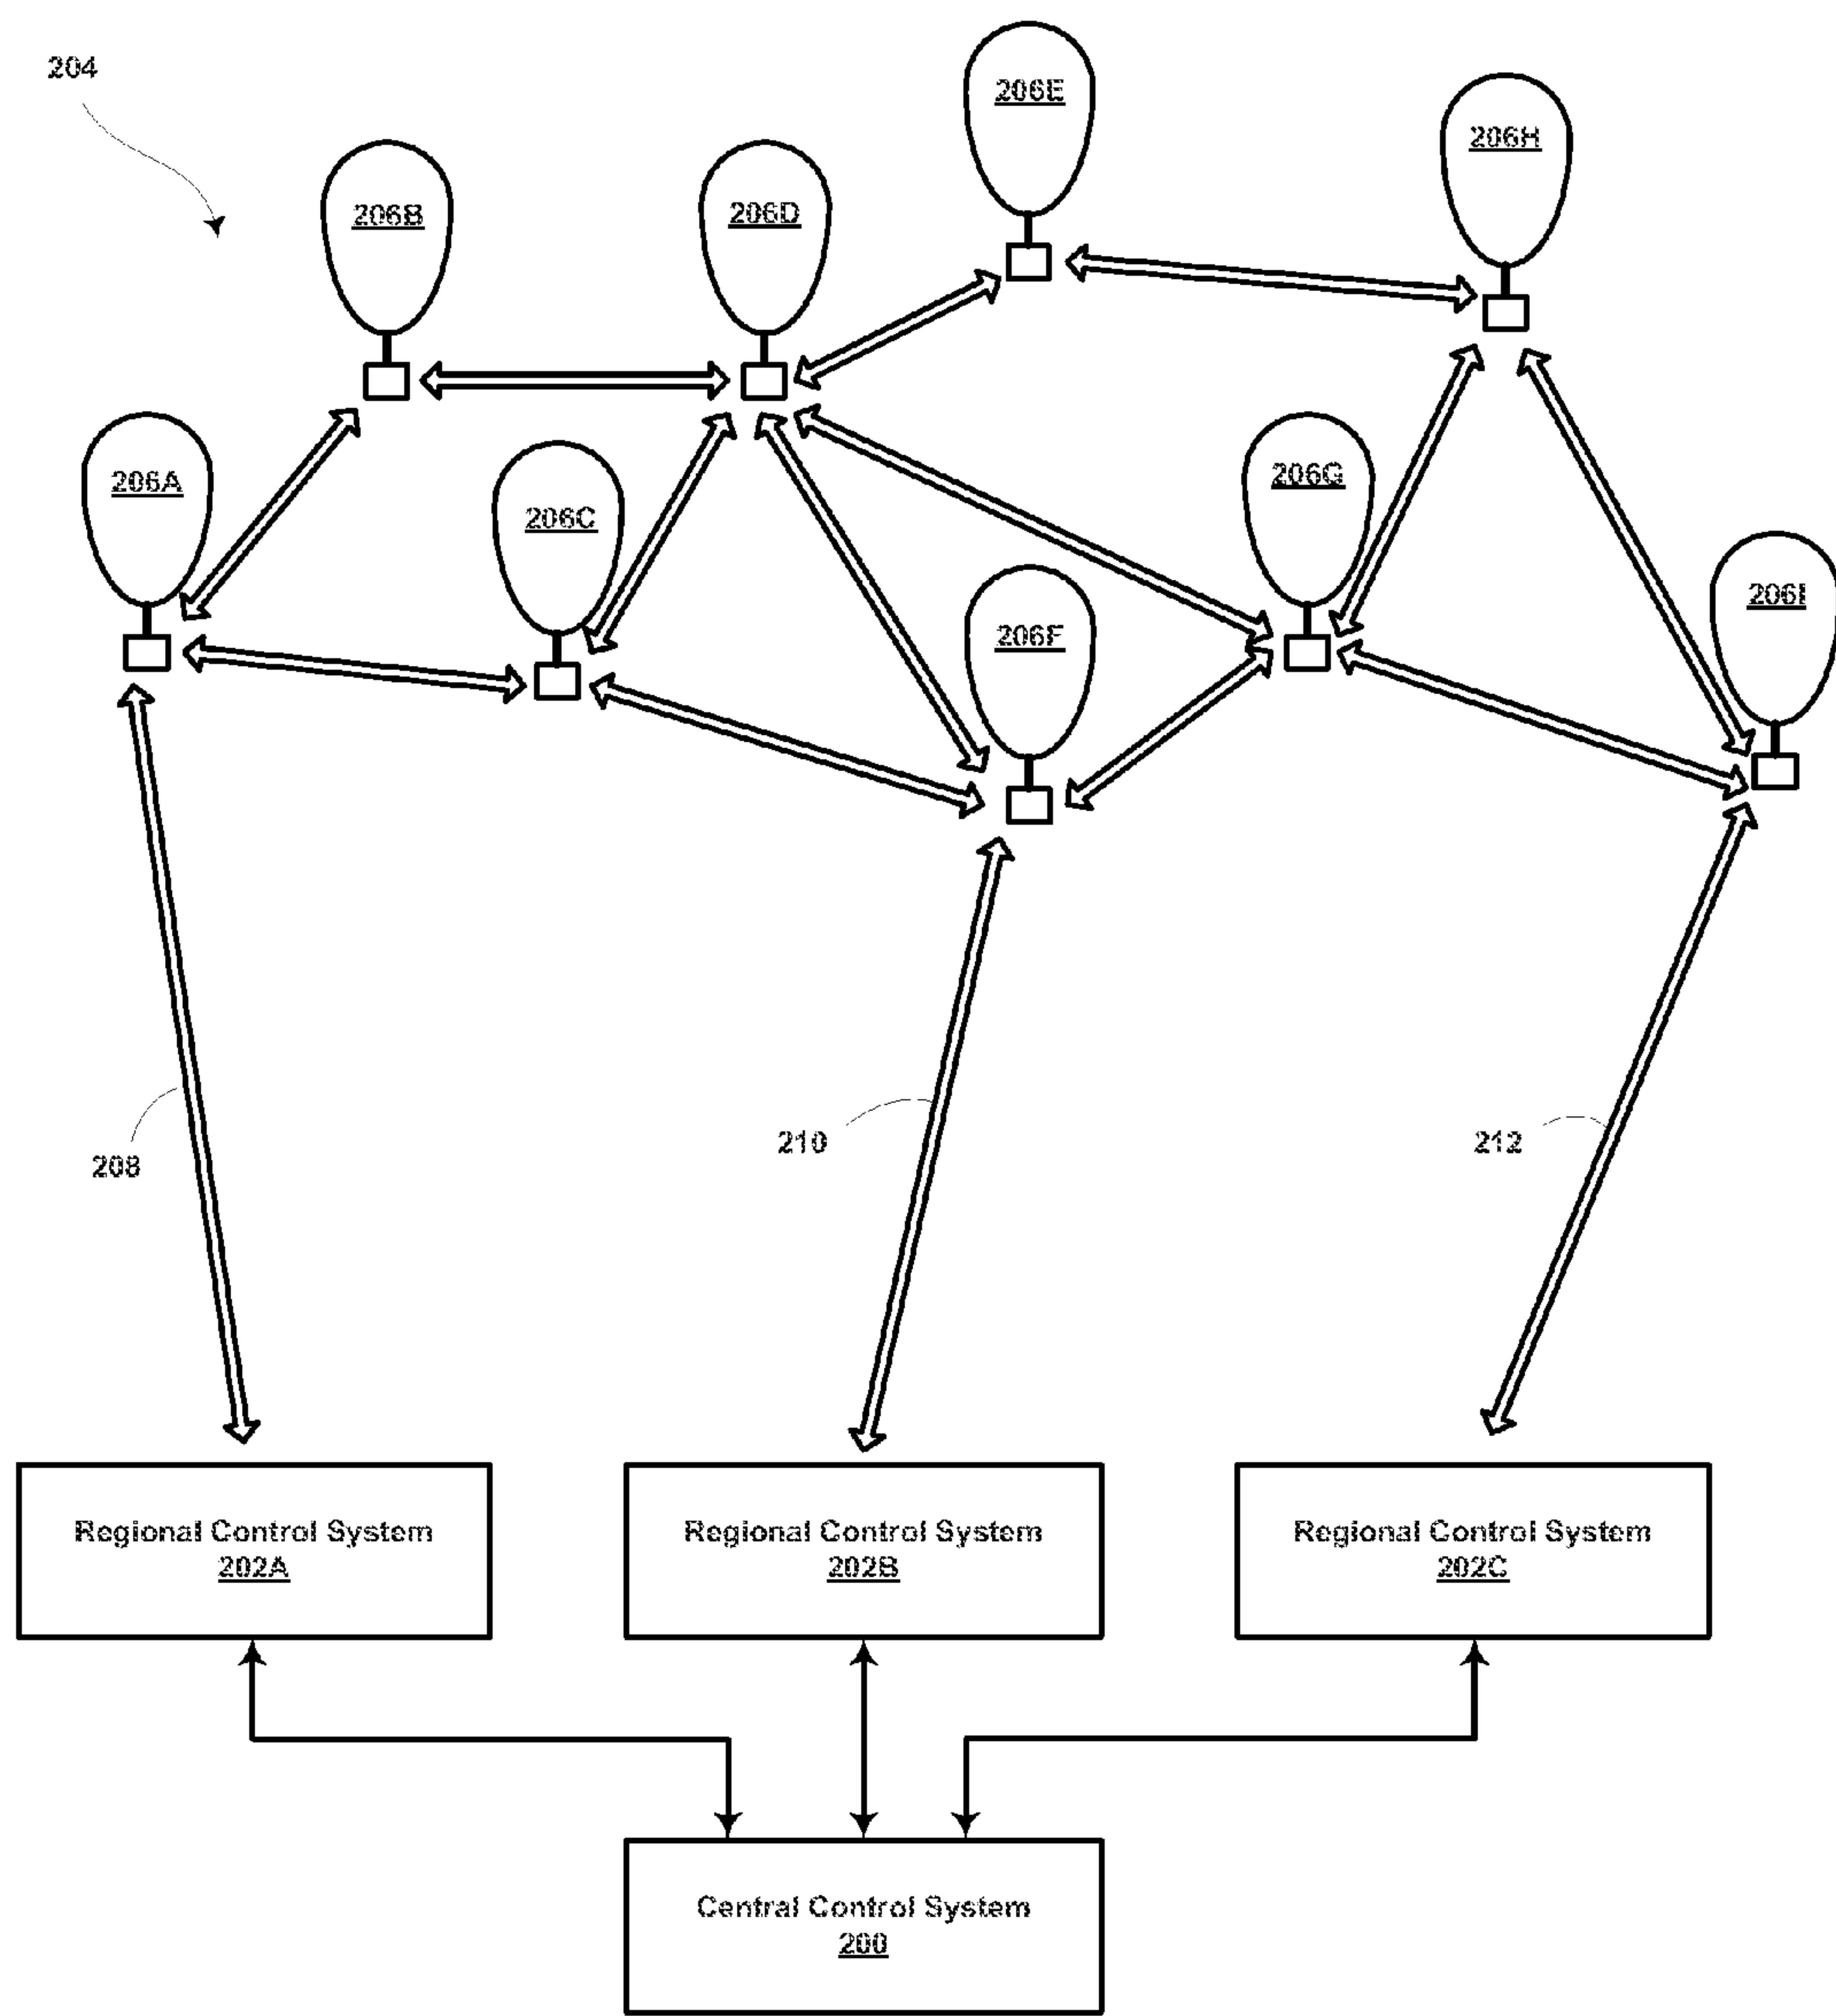 204
206E
206H
206B
206D
206A
206C
206G
206I
206F
208
210
212
Regional Control System
202A
Regional Control System
202B
Regional Control System
202C
Central Control System
200